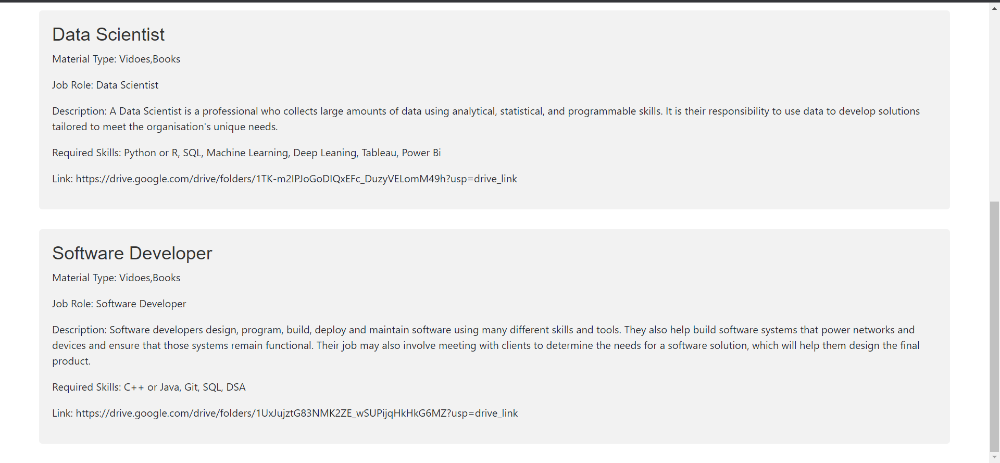 Data Scientist
Material Type: Vidoes,Books
Job Role: Data Scientist
Description: A Data Scientist is a professional who collects large amounts of data using analytical, statistical, and programmable skills. It is their responsibility to use data to develop solutions
tailored to meet the organisation's unique needs.
Required Skills: Python or R, SQL, Machine Learning, Deep Leaning, Tableau, Power Bi
Link: https://drive.google.com/drive/folders/1TK-m2IPJoGoDIQxEFc_DuzyVELomM49h?usp=drive_link
Software Developer
Material Type: Vidoes,Books
Job Role: Software Developer
Description: Software developers design, program, build, deploy and maintain software using many different skills and tools. They also help build software systems that power networks and
devices and ensure that those systems remain functional. Their job may also involve meeting with clients to determine the needs for a software solution, which will help them design the final
product.
Required Skills: C++ or Java, Git, SQL, DSA
Link: https://drive.google.com/drive/folders/1UxJujztG83NMK2ZE_wSUPijqHkHkG6MZ?usp=drive_link